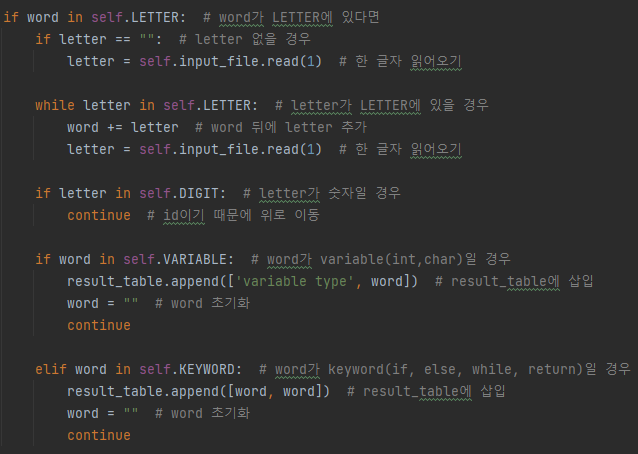 if word in self.LETTER:  # word가 LETTER에 있다면
    if letter == "":  # letter 없을 경우
        letter = self.input_file.read(1)  # 한 글자 읽어오기

    while letter in self.LETTER:  # letter가 LETTER에 있을 경우
        word += letter  # word 뒤에 letter 추가
        letter = self.input_file.read(1)  # 한 글자 읽어오기

    if letter in self.DIGIT:  # letter가 숫자일 경우
        continue  # id이기 때문에 위로 이동

    if word in self.VARIABLE:  # word가 variable(int,char)일 경우
        result_table.append(['variable type', word])  # result_table에 삽입
        word = ""  # word 초기화
        continue

    elif word in self.KEYWORD:  # word가 keyword(if, else, while, return)일 경우
        result_table.append([word, word])  # result_table에 삽입
        word = ""  # word 초기화
        continue